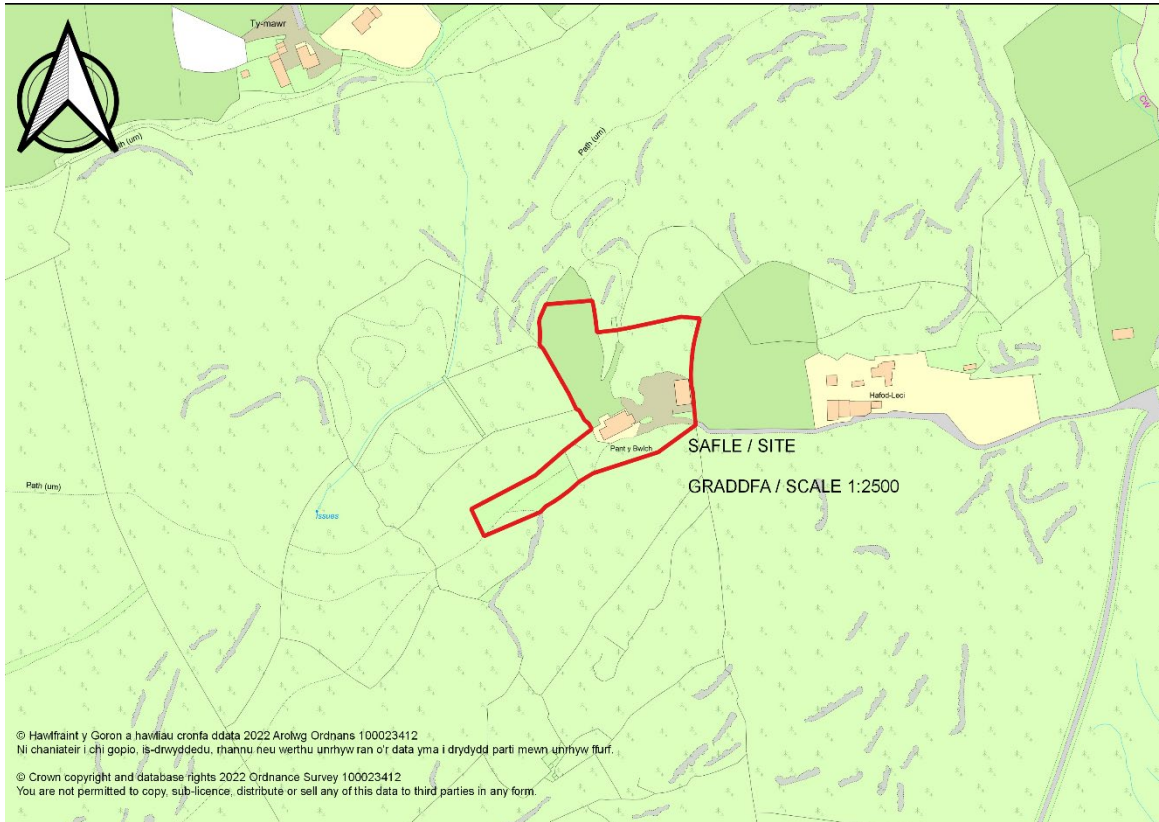 Ty-mawr
Path (um)
Path (um)
CW
Hafod-Leci
Pant y Bwlch
SAFLE / SITE
GRADDFA / SCALE 1:2500
Path (um)
Issues
© Hawlfraint y Goron a hawliau cronfa ddata 2022 Arolwg Ordnans 100023412
Ni chaniateir i chi gopïo, is-drwyddedu, rhannu neu werthu unrhyw ran o'r data yma i drydydd parti mewn unrhyw ffurf.
© Crown copyright and database rights 2022 Ordnance Survey 100023412
You are not permitted to copy, sub-licence, distribute or sell any of this data to third parties in any form.